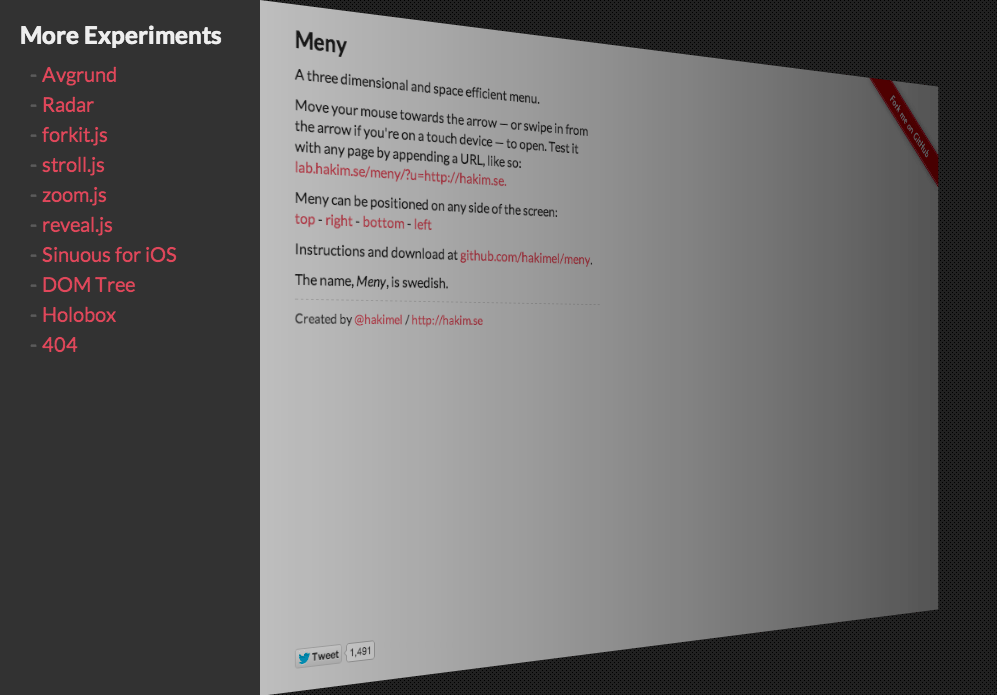 More Experiments
- Avgrund
- Radar
- forkit.js
- stroll.js
- zoom.js
- reveal.js
- Sinuous for iOS
- DOM Tree
- Holobox
- 404
Meny
A three dimensional and space efficient menu.
Move your mouse towards the arrow — or swipe in from
the arrow if you're on a touch device — to open. Test it
with any page by appending a URL, like so:
lab.hakim.se/meny/?u=http://hakim.se.
Meny can be positioned on any side of the screen:
top - right - bottom - left
Instructions and download at github.com/hakimel/meny.
The name, Meny, is swedish.
Created by @hakimel / http://hakim.se
Fork me on GitHub
Tweet 1,491